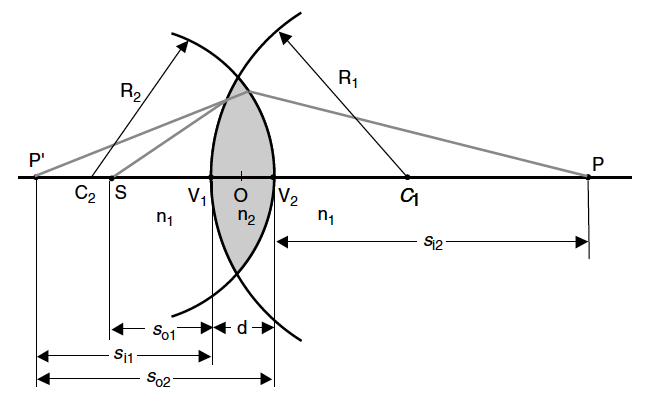 R₂
R₁
P'
P
C₂ S V₁ O V₂ C₁
n₁ n₂ n₁
sᵢ₂
sₒ₁ d
sᵢ₁
sₒ₂